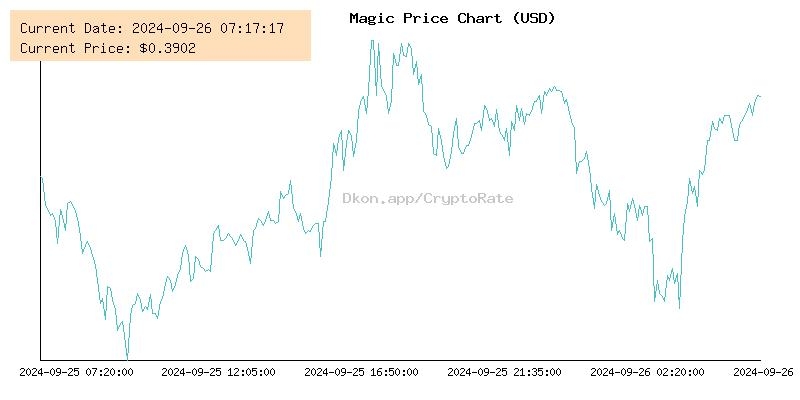 Magic Price Chart (USD)
Current Date: 2024-09-26 07:17:17
Current Price: $0.3902
Dkon.app/CryptoRate
2024-09-25 07:20:00 2024-09-25 12:05:00 2024-09-25 16:50:00 2024-09-25 21:35:00 2024-09-26 02:20:00 2024-09-26